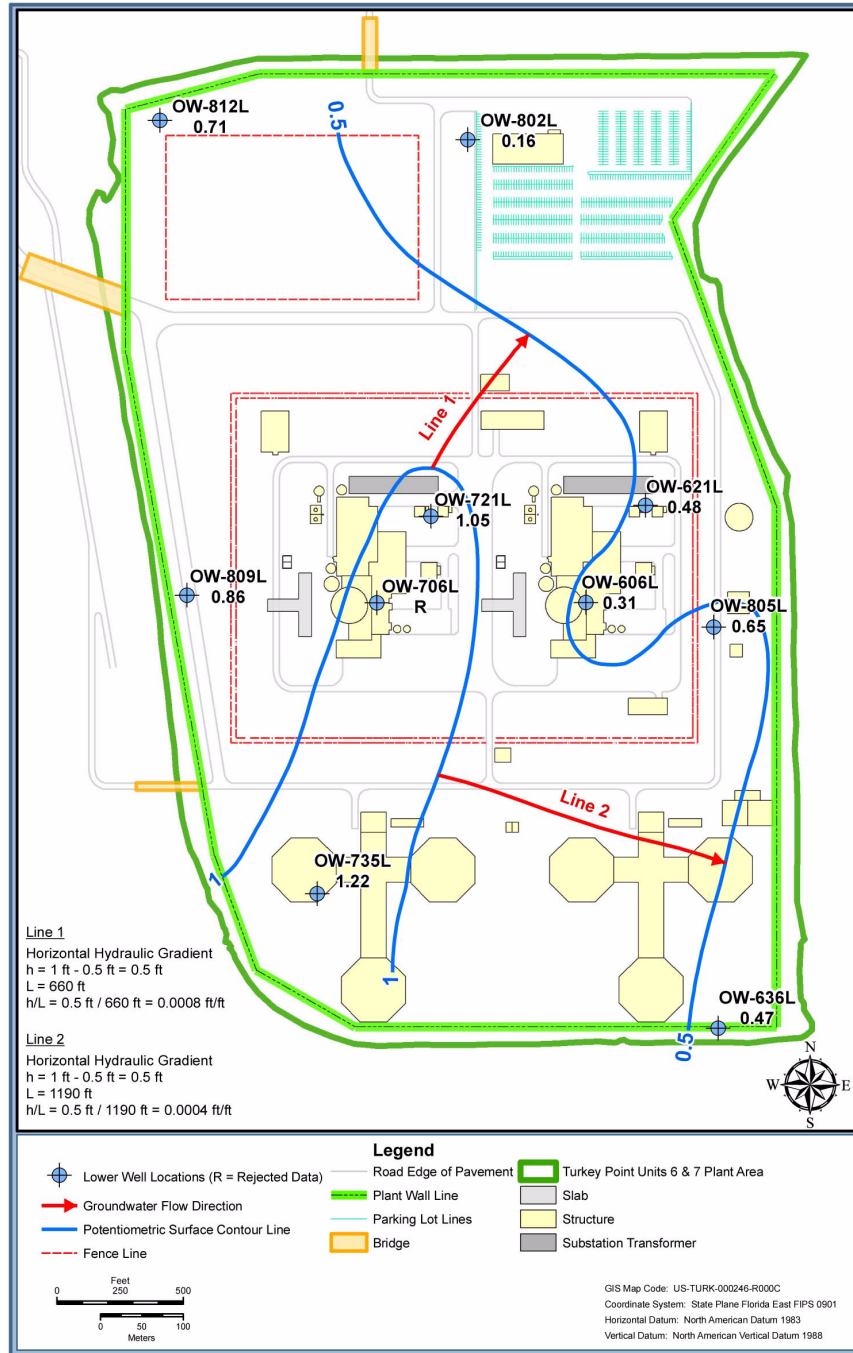 OW-812L
0.71
0.5
OW-802L
0.16
Line 1
OW-721L
1.05
OW-621L
0.48
OW-809L
0.86
OW-706L
R
OW-606L
0.31
OW-805L
0.65
Line 2
OW-735L
1.22
1
1
OW-636L
0.47
0.5
Line 1
Horizontal Hydraulic Gradient
h = 1 ft - 0.5 ft = 0.5 ft
L = 660 ft
h/L = 0.5 ft / 660 ft = 0.0008 ft/ft
Line 2
Horizontal Hydraulic Gradient
h = 1 ft - 0.5 ft = 0.5 ft
L = 1190 ft
h/L = 0.5 ft / 1190 ft = 0.0004 ft/ft
N
W E
S
Legend
Lower Well Locations (R = Rejected Data)
Groundwater Flow Direction
Potentiometric Surface Contour Line
Fence Line
Road Edge of Pavement
Plant Wall Line
Parking Lot Lines
Bridge
Turkey Point Units 6 & 7 Plant Area
Slab
Structure
Substation Transformer
Feet
0 250 500
0 50 100
Meters
GIS Map Code: US-TURK-000246-R000C
Coordinate System: State Plane Florida East FIPS 0901
Horizontal Datum: North American Datum 1983
Vertical Datum: North American Vertical Datum 1988